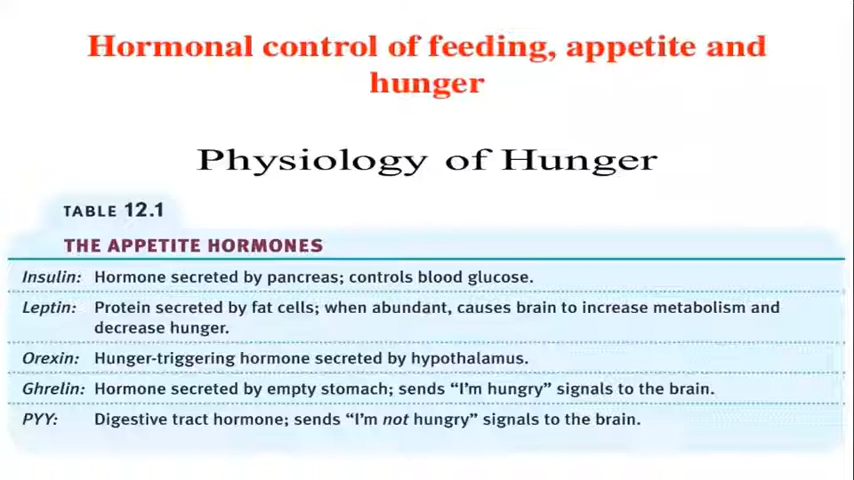 Hormonal control of feeding, appetite and
hunger
Physiology of Hunger
TABLE 12.1
THE APPETITE HORMONES
Insulin: Hormone secreted by pancreas; controls blood glucose.
Leptin: Protein secreted by fat cells; when abundant, causes brain to increase metabolism and
decrease hunger.
Orexin: Hunger-triggering hormone secreted by hypothalamus.
Ghrelin: Hormone secreted by empty stomach; sends “I’m hungry” signals to the brain.
PYY: Digestive tract hormone; sends “I’m not hungry” signals to the brain.